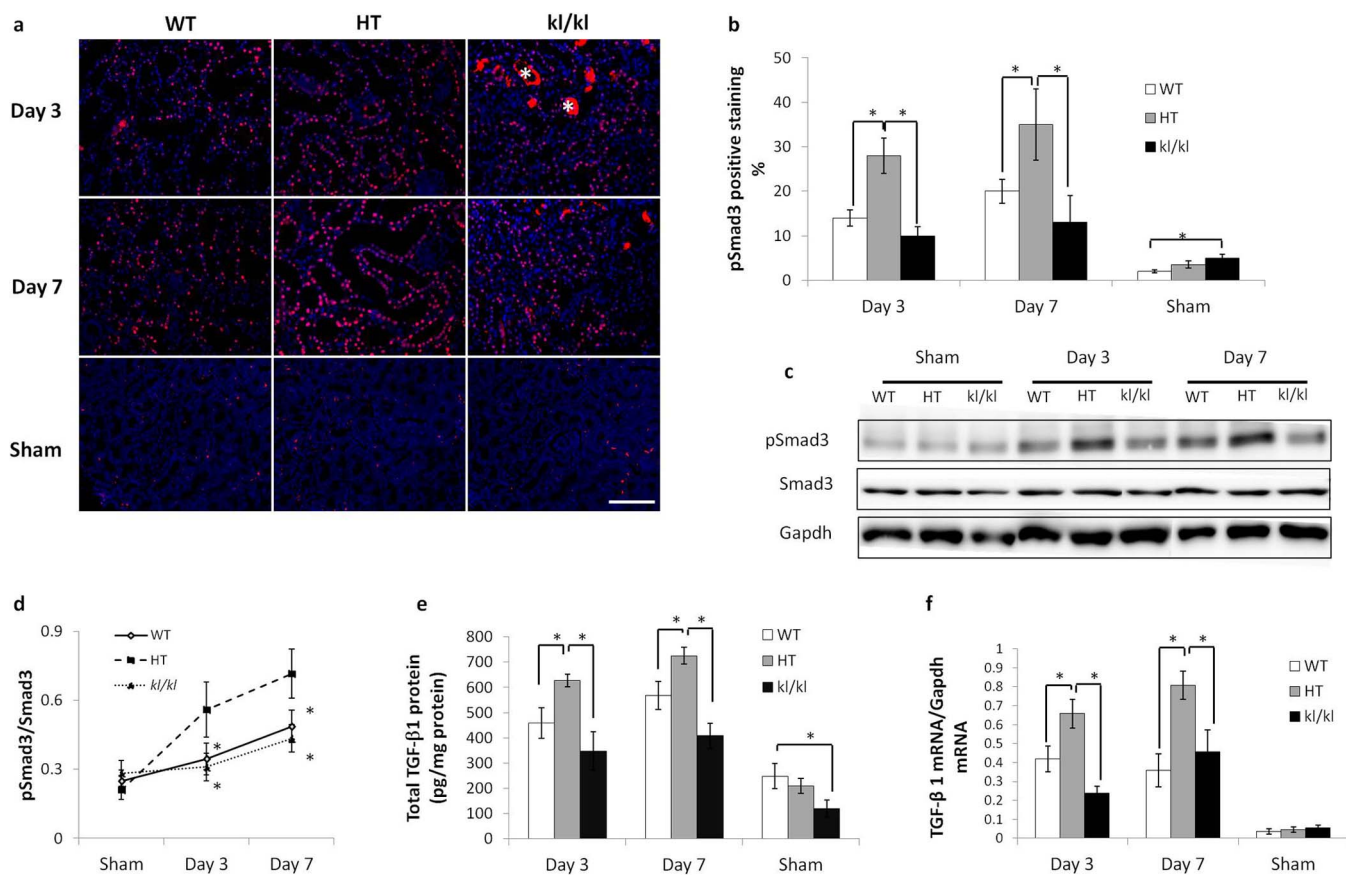 a
WT HT kl/kl
Day 3
* *
Day 7
Sham
b
pSmad3 positive staining
%
50
40
30
20
10
0
* * * * *
WT
HT
kl/kl
Day 3 Day 7 Sham
c
Sham Day 3 Day 7
WT HT kl/kl WT HT kl/kl WT HT kl/kl
pSmad3
Smad3
Gapdh
d
pSmad3/Smad3
0.9
0.6
0.3
0
WT
HT
kl/kl
* *
* *
Sham Day 3 Day 7
e
Total TGF-β1 protein
(pg/mg protein)
800
700
600
500
400
300
200
100
0
* * * * *
WT
HT
kl/kl
Day 3 Day 7 Sham
f
TGF-β 1 mRNA/Gapdh
mRNA
1
0.9
0.8
0.7
0.6
0.5
0.4
0.3
0.2
0.1
0
* * * *
WT
HT
kl/kl
Day 3 Day 7 Sham